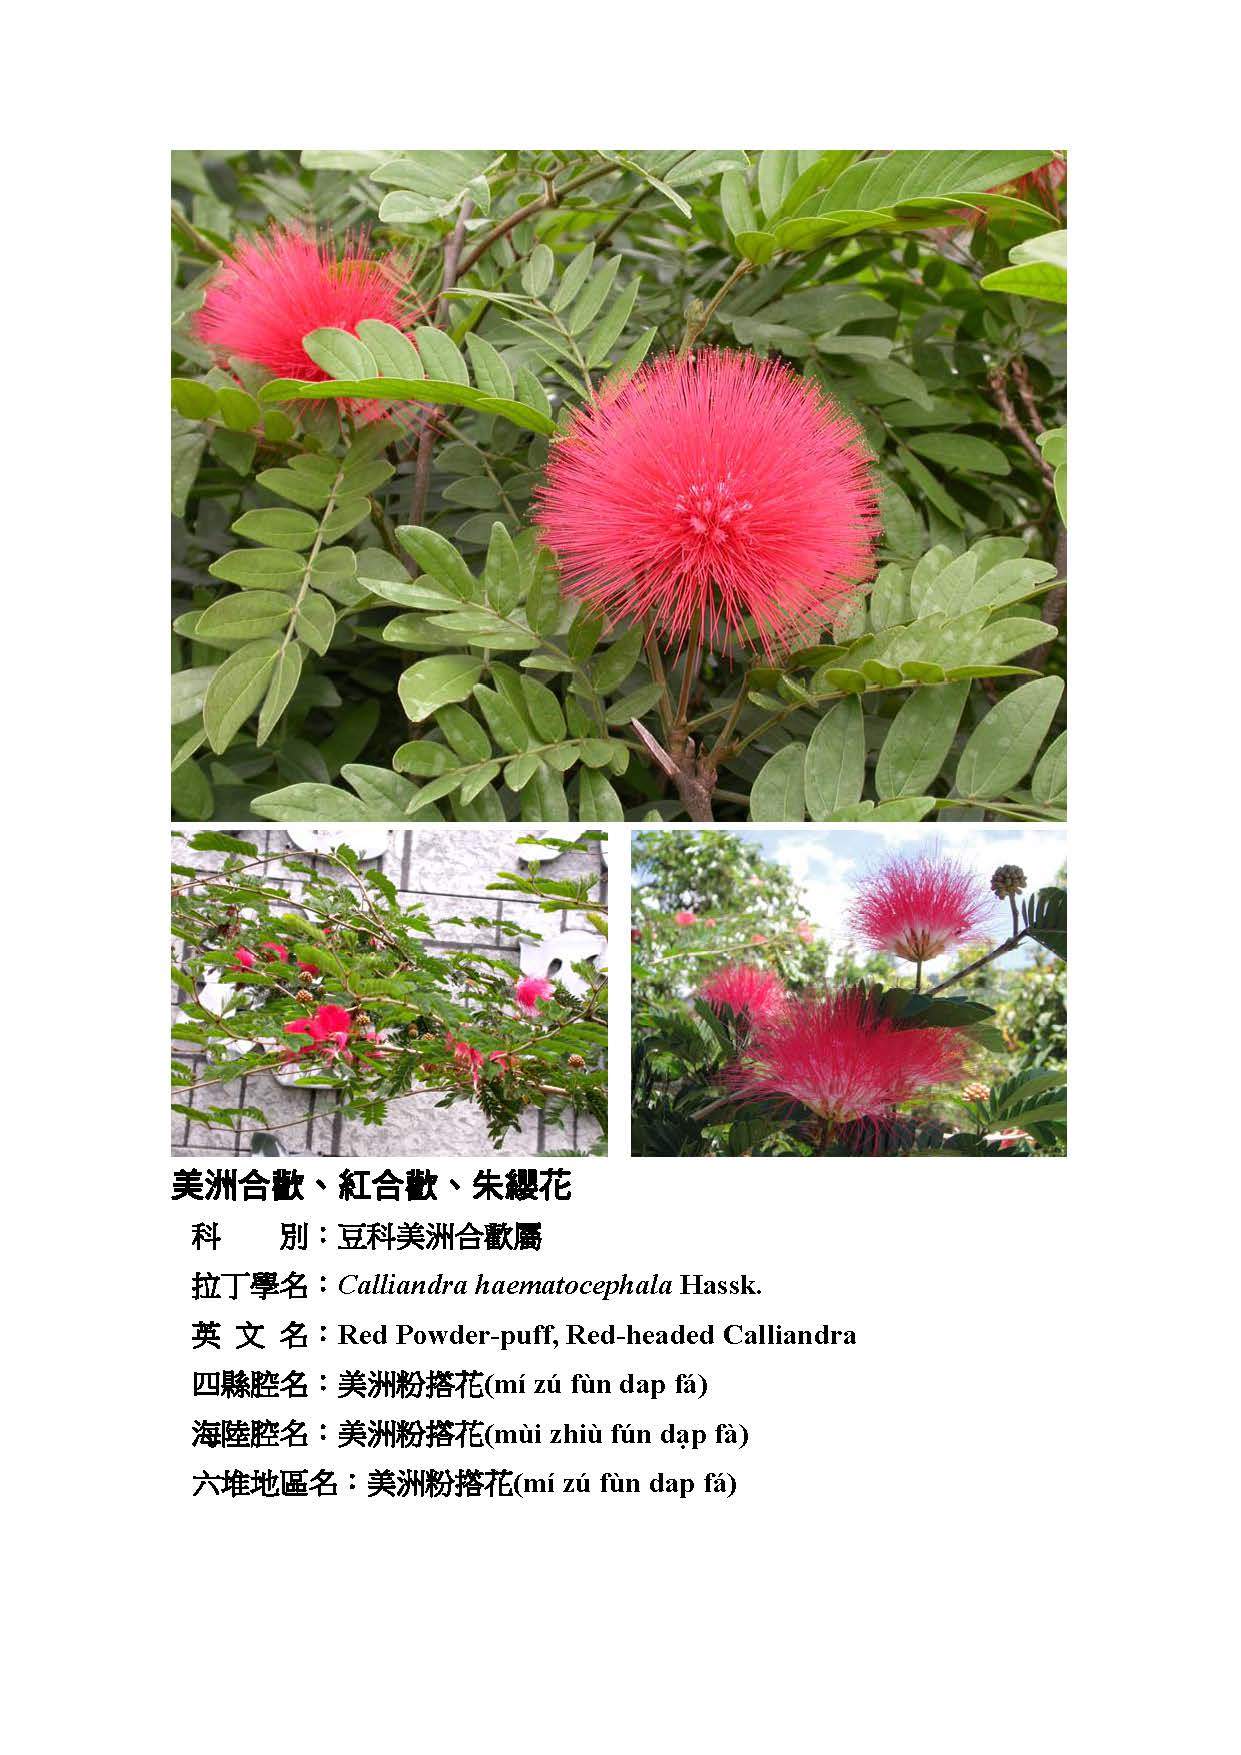 美洲合歡、紅合歡、朱纓花
科　　別：豆科美洲合歡屬
拉丁學名：Calliandra haematocephala Hassk.
英 文 名：Red Powder-puff, Red-headed Calliandra
四縣腔名：美洲粉撘花(mí zú fùn dap fá)
海陸腔名：美洲粉撘花(mùi zhiù fún dạp fà)
六堆地區名：美洲粉撘花(mí zú fùn dap fá)